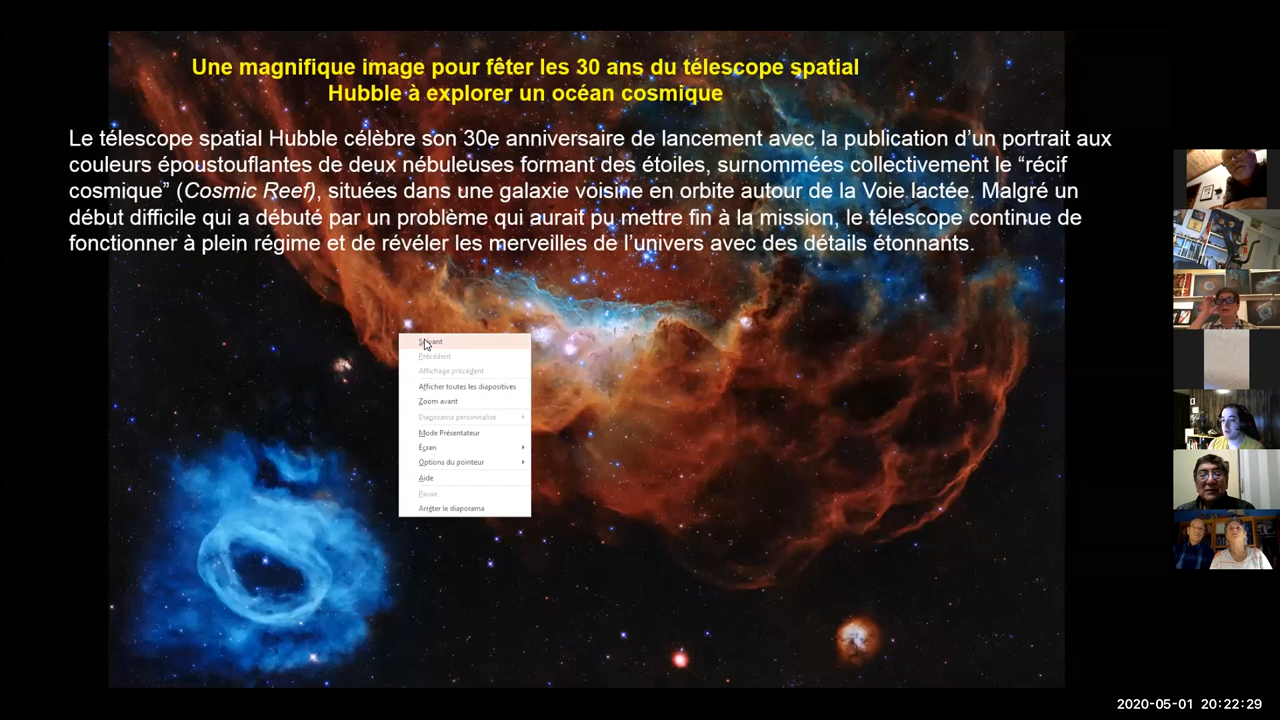 Une magnifique image pour fêter les 30 ans du télescope spatial
Hubble à explorer un océan cosmique
Le télescope spatial Hubble célèbre son 30e anniversaire de lancement avec la publication d’un portrait aux
couleurs époustouflantes de deux nébuleuses formant des étoiles, surnommées collectivement le “récif
cosmique” (Cosmic Reef), situées dans une galaxie voisine en orbite autour de la Voie lactée. Malgré un
début difficile qui a débuté par un problème qui aurait pu mettre fin à la mission, le télescope continue de
fonctionner à plein régime et de révéler les merveilles de l’univers avec des détails étonnants.
Suivant
Précédent
Affichage précédent
Afficher toutes les diapositives
Zoom avant
Diaporama personnalisé
Mode Présentateur
Écran
Options du pointeur
Aide
Pause
Arrêter le diaporama
2020-05-01 20:22:29